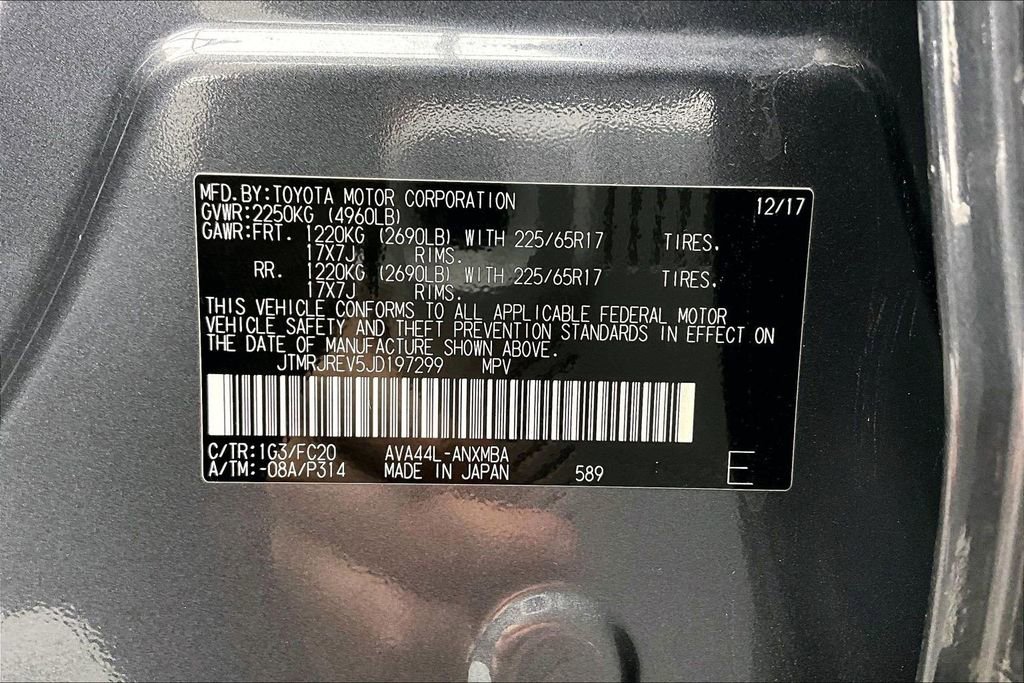 MFD.BY:TOYOTA MOTOR CORPORATION 12/17
GVWR:2250KG (4960LB)
GAWR:FRT. 1220KG (2690LB) WITH 225/65R17 TIRES,
17X7J RIMS.
RR. 1220KG (2690LB) WITH 225/65R17 TIRES,
17X7J RIMS.
THIS VEHICLE CONFORMS TO ALL APPLICABLE FEDERAL MOTOR
VEHICLE SAFETY AND THEFT PREVENTION STANDARDS IN EFFECT ON
THE DATE OF MANUFACTURE SHOWN ABOVE.
JTMRJREV5JD197299 MPV
C/TR:1G3/FC20 AVA44L-ANXMBA
A/TM:-08A/P314 MADE IN JAPAN 589 E